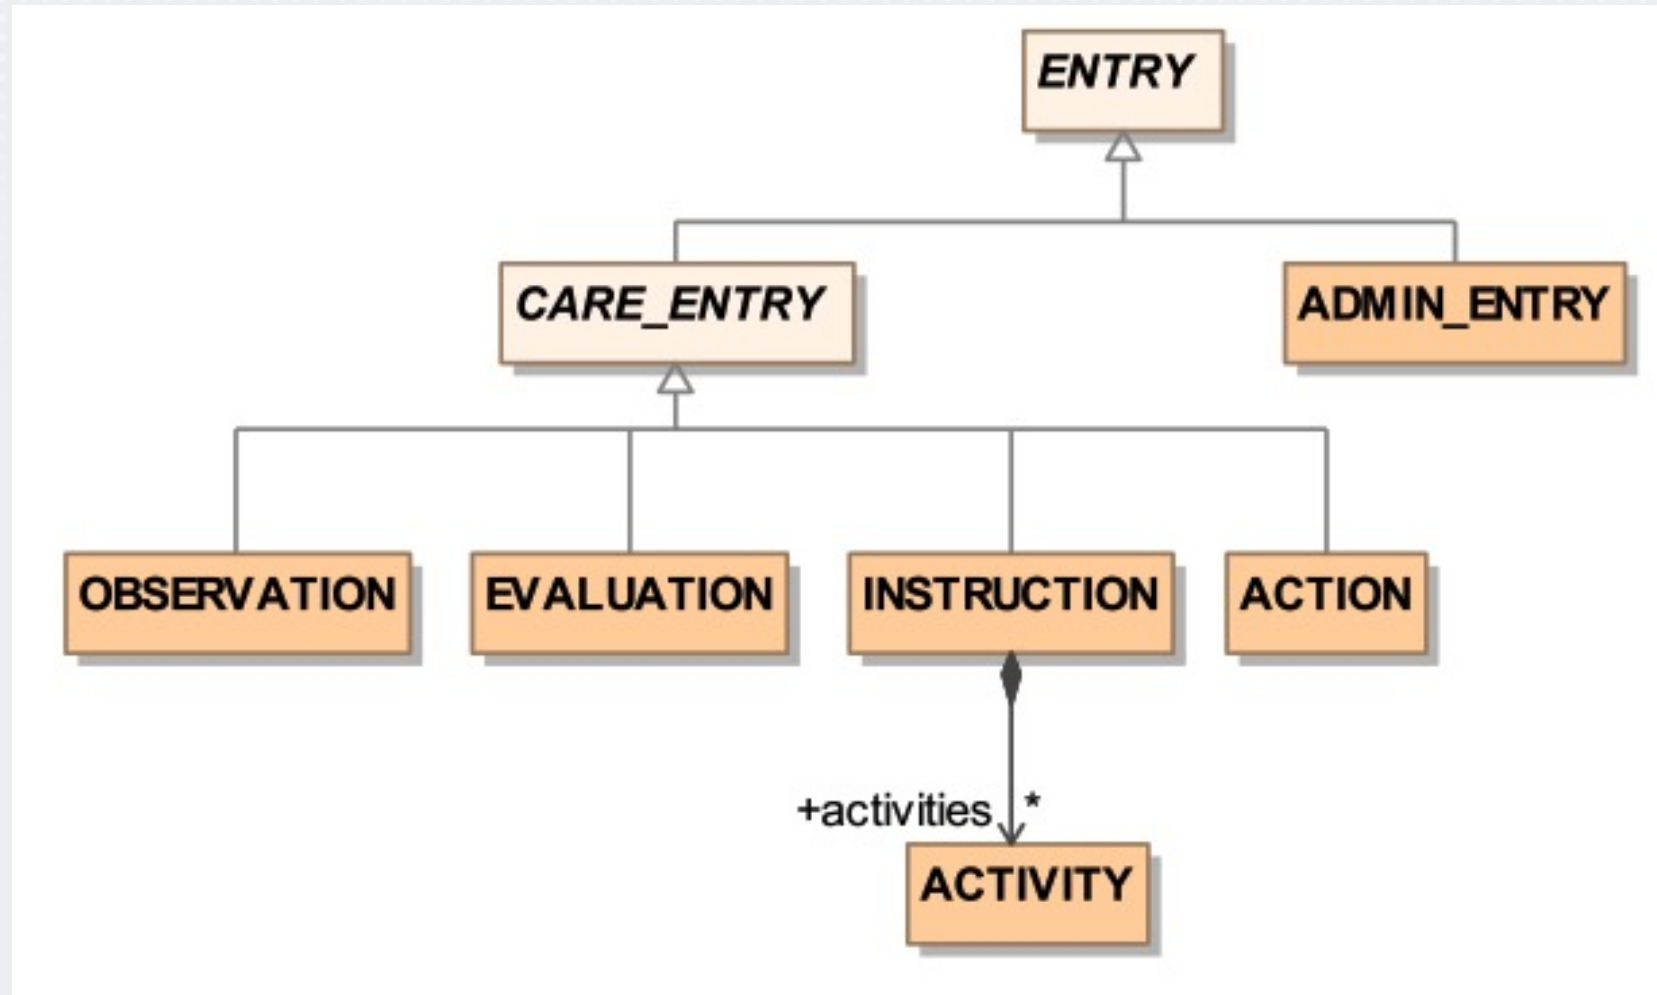 ENTRY
CARE_ENTRY
ADMIN_ENTRY
OBSERVATION
EVALUATION
INSTRUCTION
ACTION
+activities
*
ACTIVITY